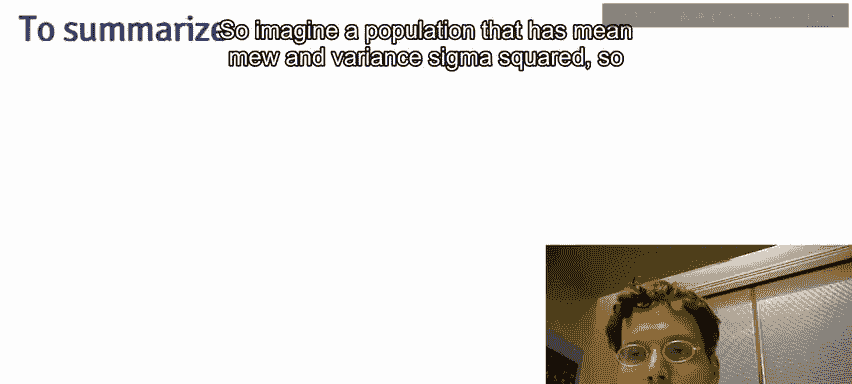 To summarize
So imagine a population that has mean
mew and variance sigma squared, so